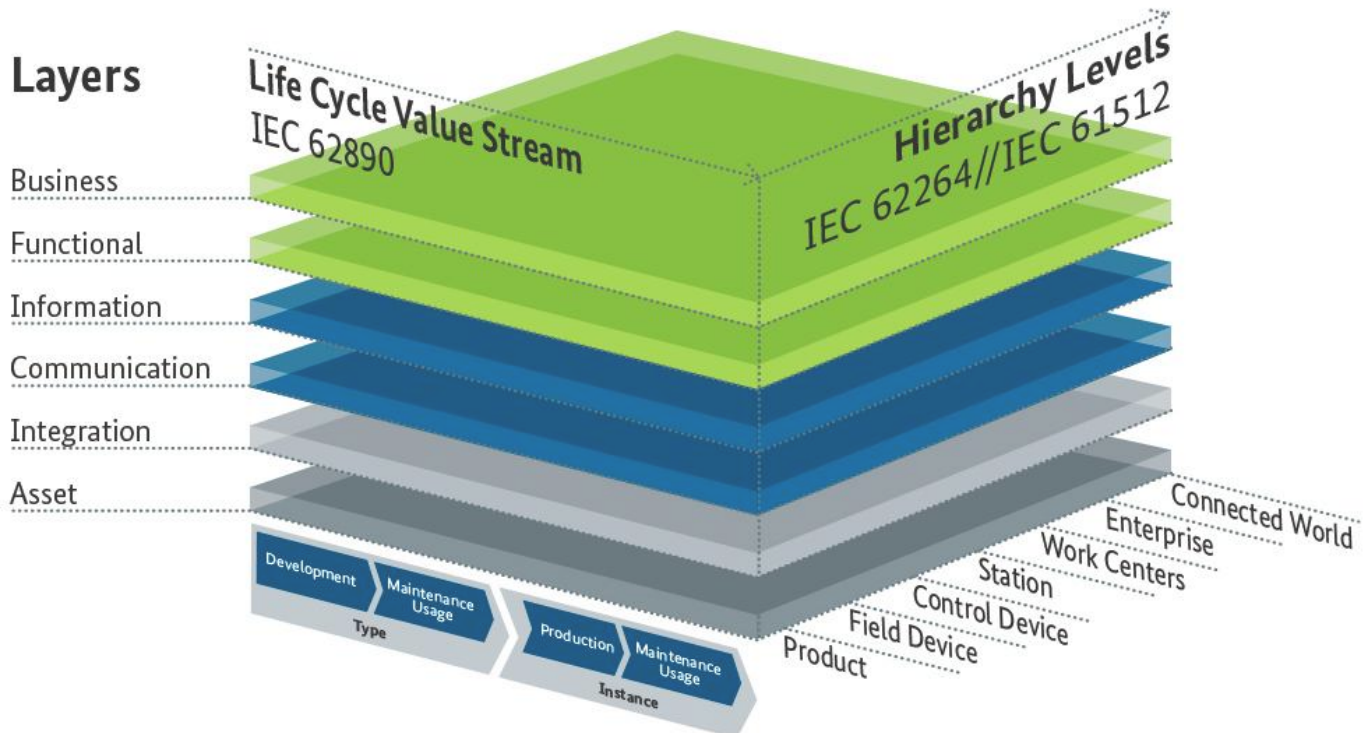 Layers
Life Cycle Value Stream
IEC 62890
Hierarchy Levels
IEC 62264//IEC 61512
Business
Functional
Information
Communication
Integration
Asset
Development
Maintenance
Usage
Type
Production
Maintenance
Usage
Instance
Product
Field Device
Control Device
Station
Work Centers
Enterprise
Connected World